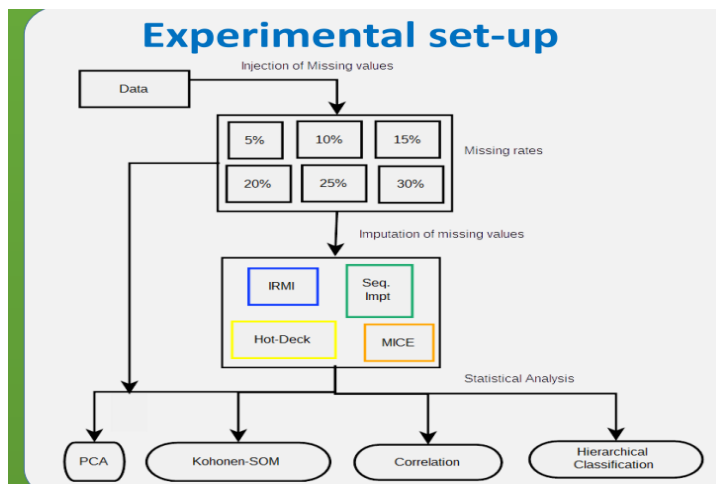 Experimental set-up
Injection of Missing values
Data
5%
10%
15%
Missing rates
20%
25%
30%
Imputation of missing values
IRMI
Seq.
Impt
Hot-Deck
MICE
Statistical Analysis
PCA
Kohonen-SOM
Correlation
Hierarchical
Classification